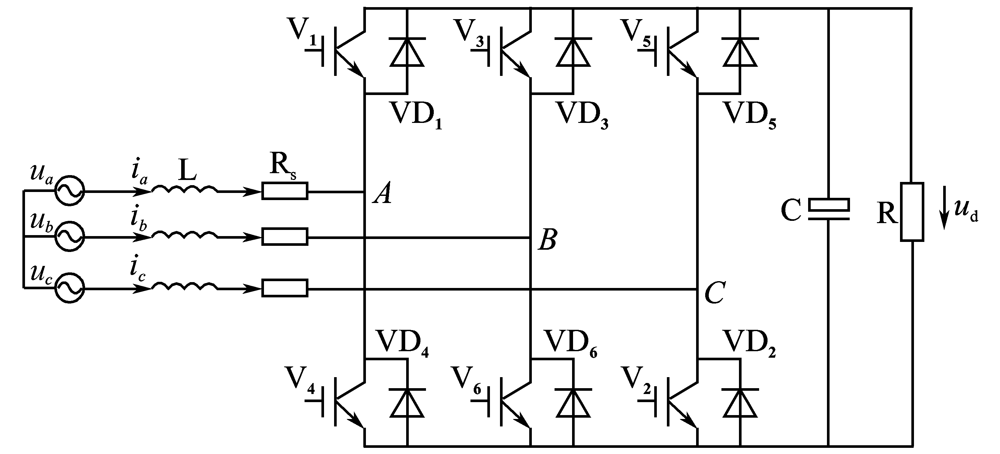 V1 V3 V5
VD1 VD3 VD5
ua ia L Rs A
ub ib B
uc ic C
C R ud
VD4 VD6 VD2
V4 V6 V2